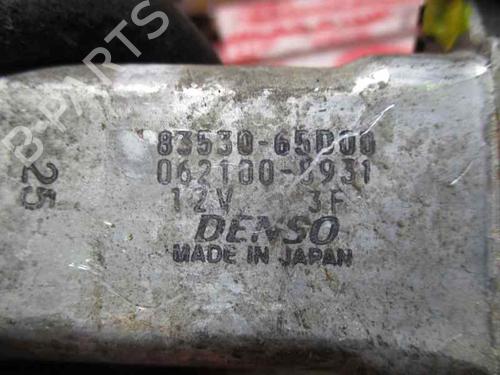 83530-65D00
062100-8931
12V 3F
DENSO
MADE IN JAPAN
25
B-PARTS